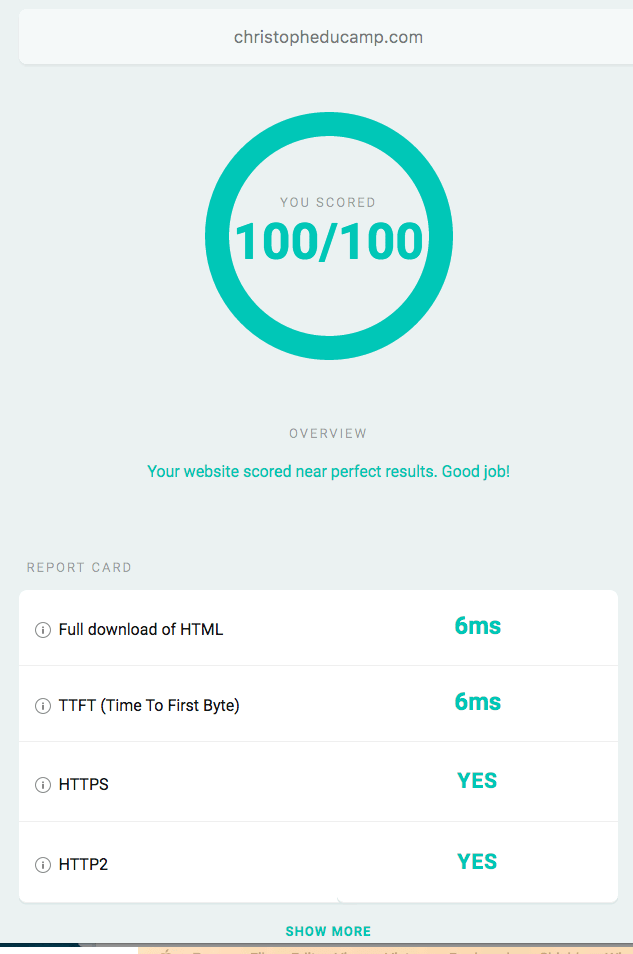 christopheducamp.com
YOU SCORED
100/100
OVERVIEW
Your website scored near perfect results. Good job!
REPORT CARD
Full download of HTML
6ms
TTFT (Time To First Byte)
6ms
HTTPS
YES
HTTP2
YES
SHOW MORE